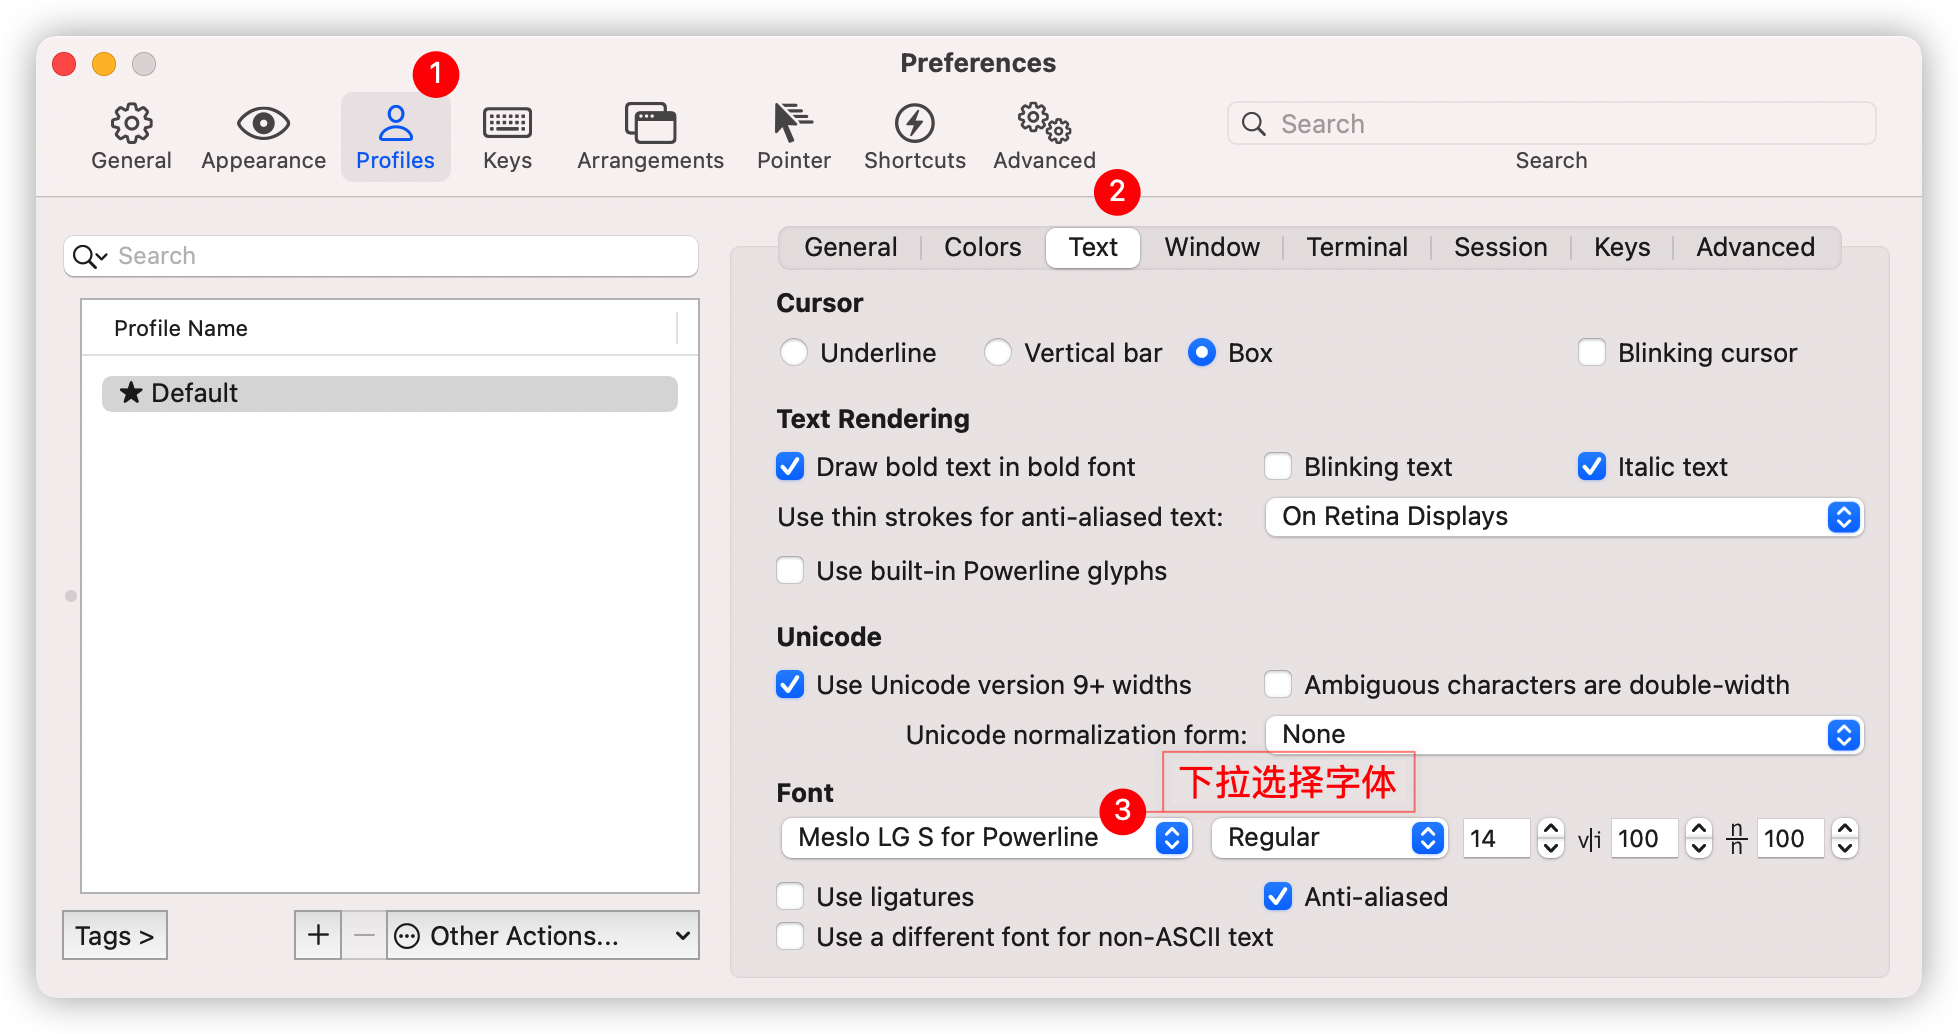 Preferences
1
General
Appearance
Profiles
Keys
Arrangements
Pointer
Shortcuts
Advanced
Search
Search
2
Search
Profile Name
Default
Tags >
+
Other Actions...
General
Colors
Text
Window
Terminal
Session
Keys
Advanced
Cursor
Underline
Vertical bar
Box
Blinking cursor
Text Rendering
Draw bold text in bold font
Blinking text
Italic text
Use thin strokes for anti-aliased text:
On Retina Displays
Use built-in Powerline glyphs
Unicode
Use Unicode version 9+ widths
Ambiguous characters are double-width
Unicode normalization form:
None
下拉选择字体
Font
3
Meslo LG S for Powerline
Regular
14
v|i
100
n
n
100
Use ligatures
Anti-aliased
Use a different font for non-ASCII text